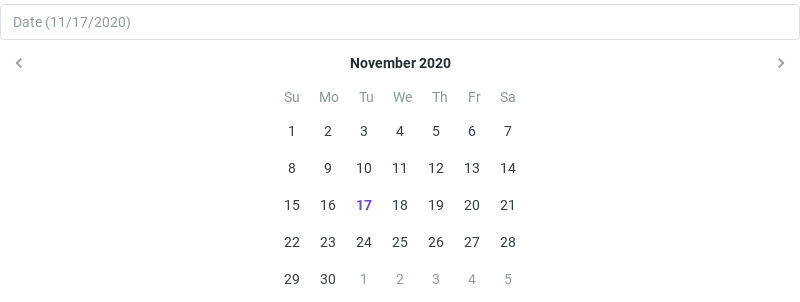 Date (11/17/2020)
November 2020
Su Mo Tu We Th Fr Sa
1 2 3 4 5 6 7
8 9 10 11 12 13 14
15 16 17 18 19 20 21
22 23 24 25 26 27 28
29 30 1 2 3 4 5